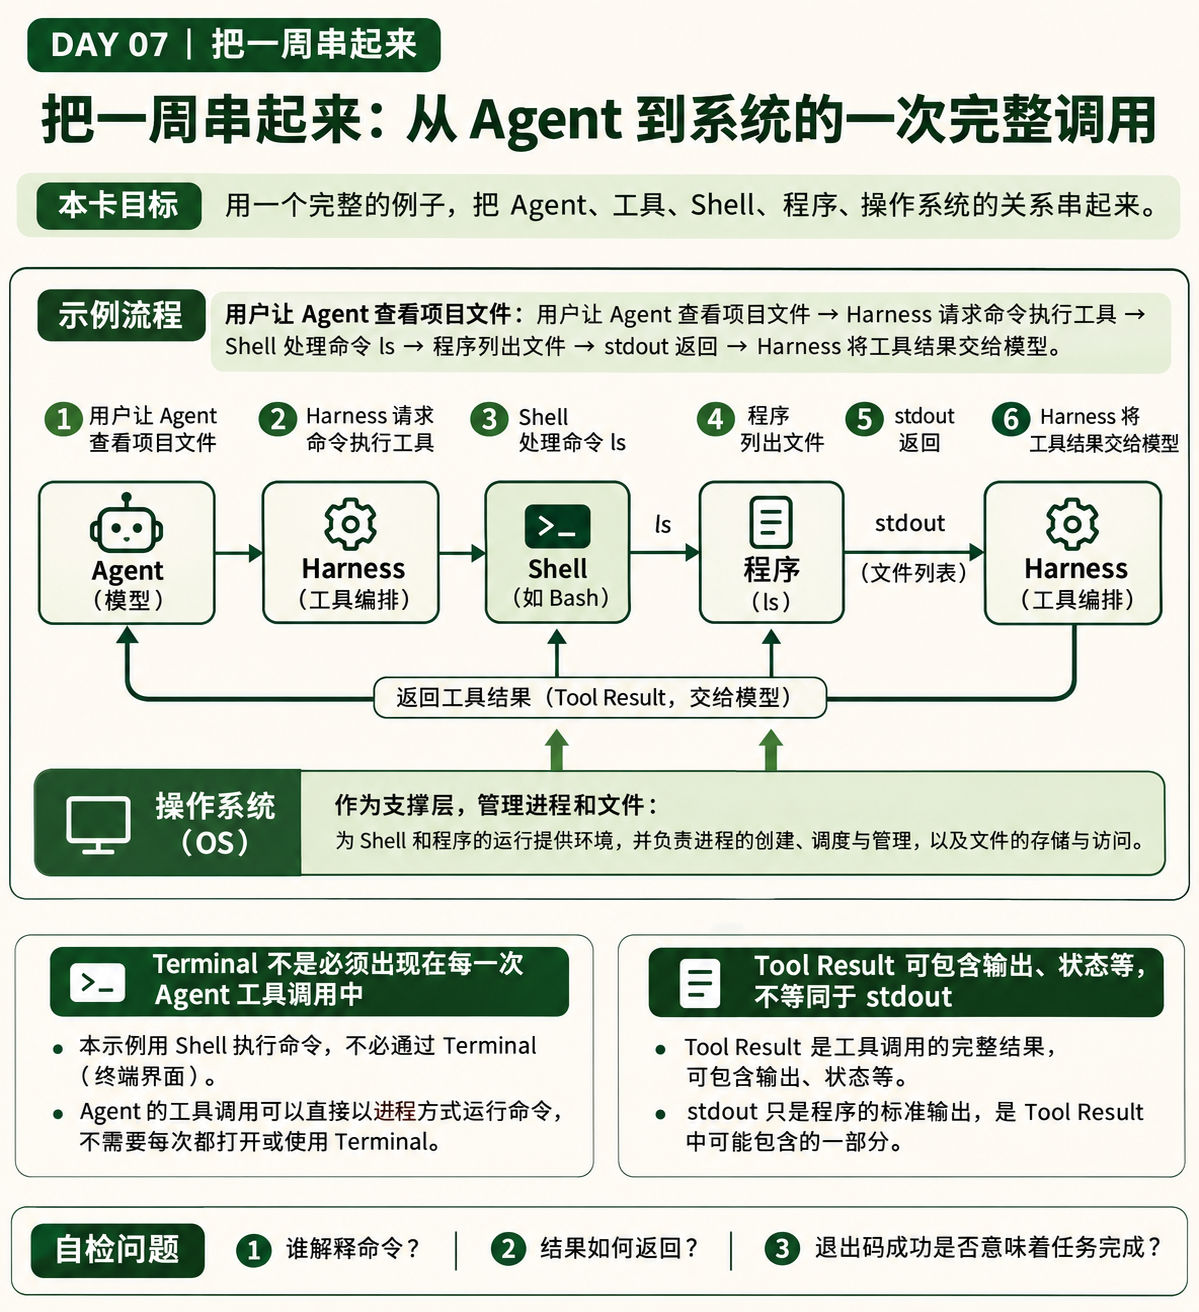 DAY 07 | 把一周串起来
把一周串起来：从 Agent 到系统的一次完整调用
本卡目标
用一个完整的例子，把 Agent、工具、Shell、程序、操作系统的关系串起来。
示例流程
用户让 Agent 查看项目文件：用户让 Agent 查看项目文件 → Harness 请求命令执行工具 →
Shell 处理命令 ls → 程序列出文件 → stdout 返回 → Harness 将工具结果交给模型。
1 用户让 Agent
查看项目文件
2 Harness 请求
命令执行工具
3 Shell
处理命令 ls
4 程序
列出文件
5 stdout
返回
6 Harness 将
工具结果交给模型
Agent
（模型）
Harness
（工具编排）
>_
Shell
（如 Bash）
ls
程序
（ls）
stdout
（文件列表）
Harness
（工具编排）
返回工具结果（Tool Result，交给模型）
操作系统
（OS）
作为支撑层，管理进程和文件：
为 Shell 和程序的运行提供环境，并负责进程的创建、调度与管理，以及文件的存储与访问。
>_
Terminal 不是必须出现在每一次
Agent 工具调用中
• 本示例用 Shell 执行命令，不必通过 Terminal
（终端界面）。
• Agent 的工具调用可以直接以进程方式运行命令，
不需要每次都打开或使用 Terminal。
Tool Result 可包含输出、状态等，
不等同于 stdout
• Tool Result 是工具调用的完整结果，
可包含输出、状态等。
• stdout 只是程序的标准输出，是 Tool Result
中可能包含的一部分。
自检问题
1 谁解释命令？
2 结果如何返回？
3 退出码成功是否意味着任务完成？